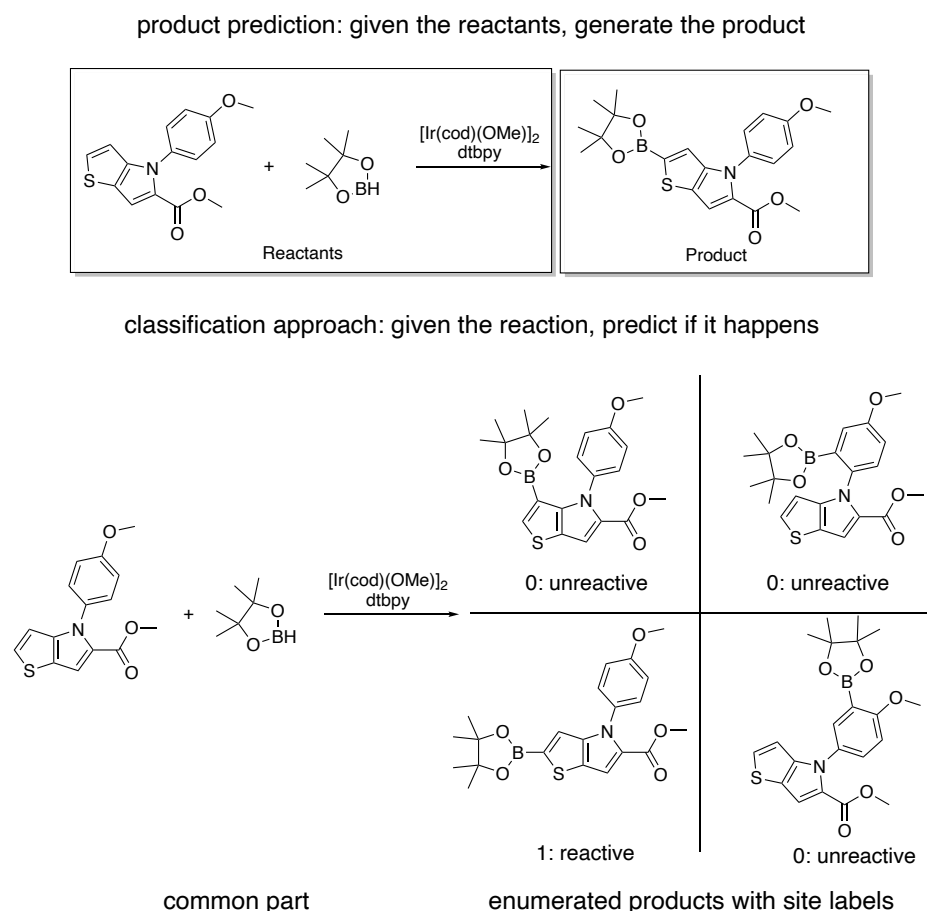 product prediction: given the reactants, generate the product
O
O
B
O
O
N
S
O
O
Product
O
N
S
O
O
Reactants
+
O
BH
O
[Ir(cod)(OMe)]2
dtbpy
classification approach: given the reaction, predict if it happens
O
N
S
O
O
+
O
BH
O
[Ir(cod)(OMe)]2
dtbpy
O
O
O
B
N
O
S
O
0: unreactive
O
O
B
O
N
O
S
O
0: unreactive
O
N
O
O
B
O
S
O
1: reactive
O
O
B
O
N
S
O
O
0: unreactive
common part
enumerated products with site labels